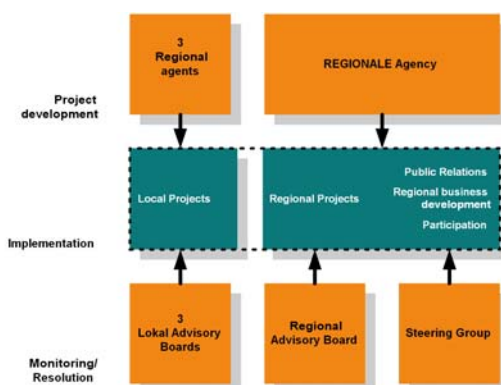 3
Regional
agents
REGIONALE Agency
Project
development
Local Projects
Regional Projects
Public Relations
Regional business
development
Participation
Implementation
3
Lokal Advisory
Boards
Regional
Advisory Board
Steering Group
Monitoring/
Resolution